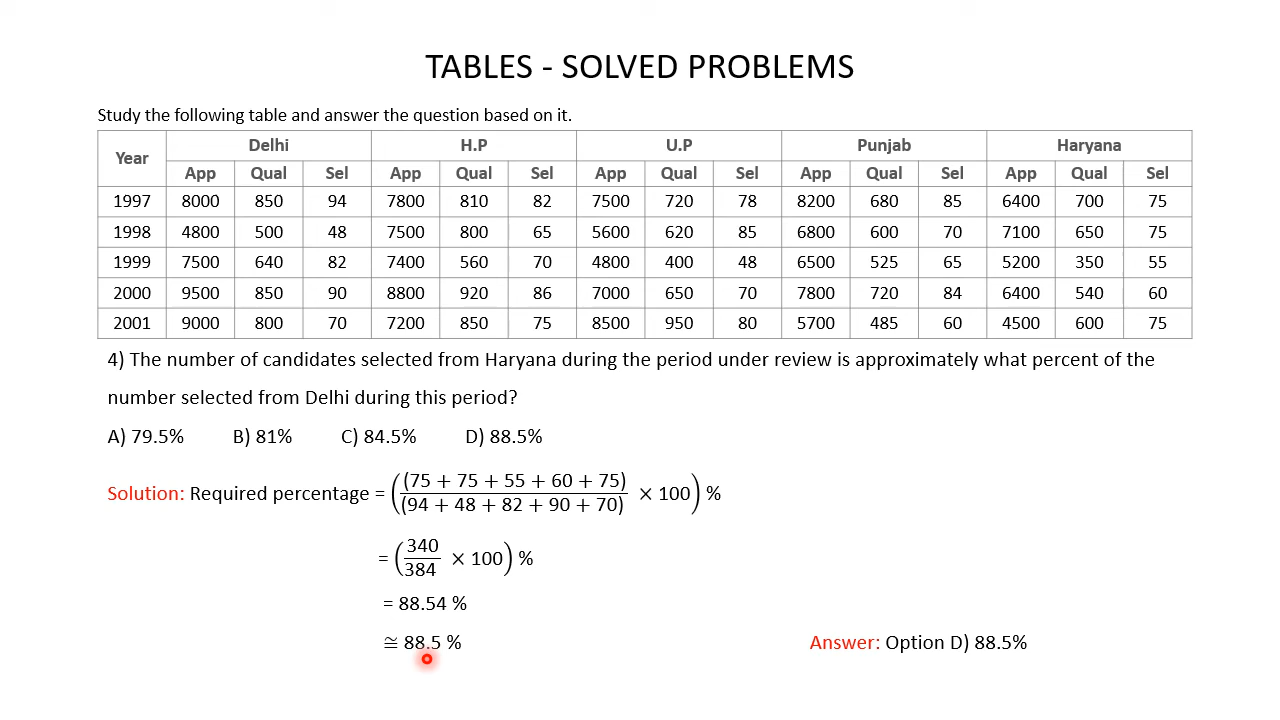 TABLES - SOLVED PROBLEMS
Study the following table and answer the question based on it.
Year Delhi H.P U.P Punjab Haryana
App Qual Sel App Qual Sel App Qual Sel App Qual Sel App Qual Sel
1997 8000 850 94 7800 810 82 7500 720 78 8200 680 85 6400 700 75
1998 4800 500 48 7500 800 65 5600 620 85 6800 600 70 7100 650 75
1999 7500 640 82 7400 560 70 4800 400 48 6500 525 65 5200 350 55
2000 9500 850 90 8800 920 86 7000 650 70 7800 720 84 6400 540 60
2001 9000 800 70 7200 850 75 8500 950 80 5700 485 60 4500 600 75
4) The number of candidates selected from Haryana during the period under review is approximately what percent of the
number selected from Delhi during this period?
A) 79.5% B) 81% C) 84.5% D) 88.5%
Solution: Required percentage = ((75 + 75 + 55 + 60 + 75)/(94 + 48 + 82 + 90 + 70) × 100) %
= (340/384 × 100) %
= 88.54 %
≅ 88.5 %
Answer: Option D) 88.5%